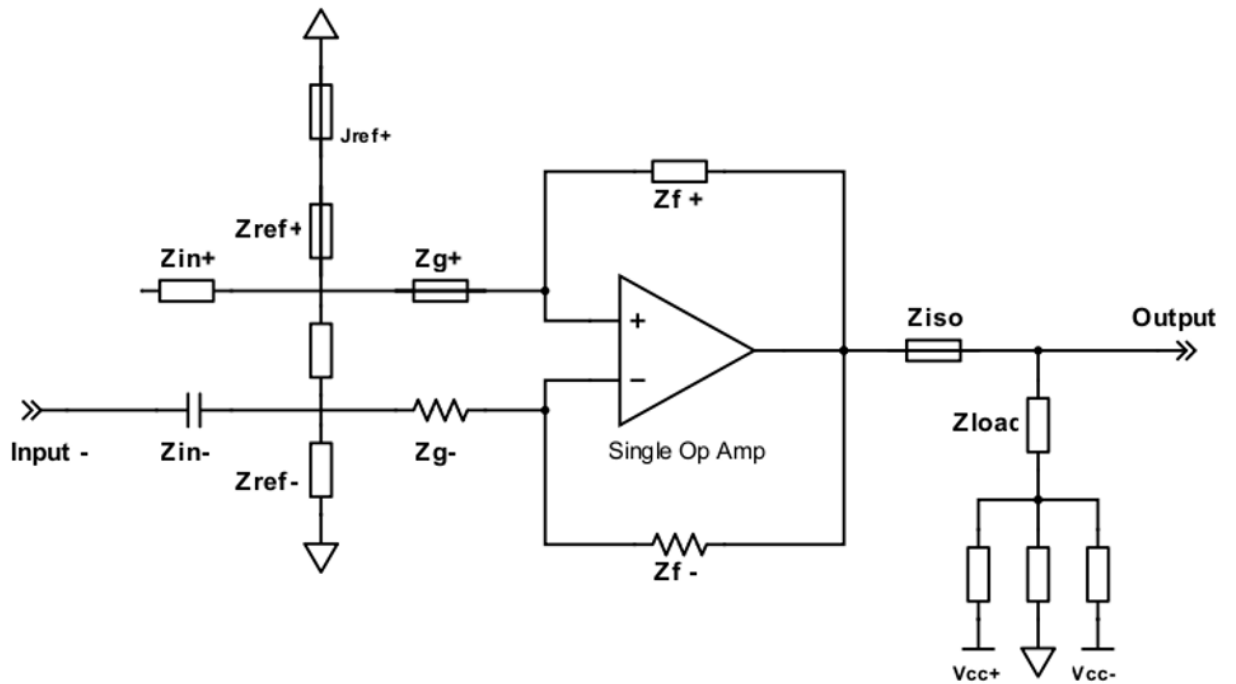 Jref+
Zf +
Zref+
Zin+
Zg+
+
Ziso
Output
−
Zloac
Input -
Zin-
Zg-
Single Op Amp
Zref-
Zf -
Vcc+
Vcc-